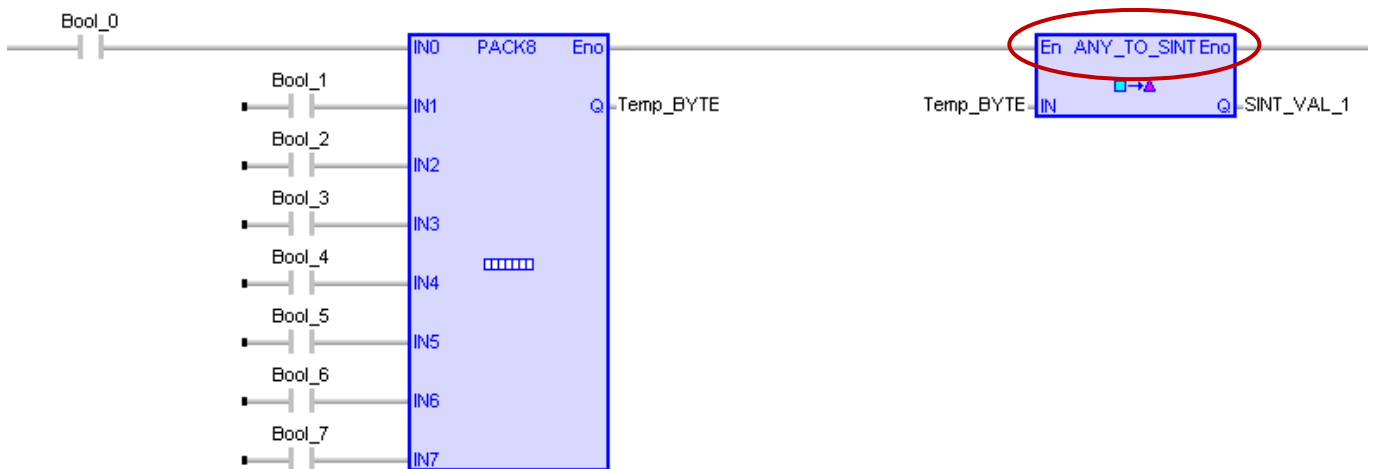 Bool_0
IN0 PACK8 Eno
En ANY_TO_SINT Eno
Bool_1
IN1 Q Temp_BYTE
Temp_BYTE IN Q SINT_VAL_1
Bool_2
IN2
Bool_3
IN3
Bool_4
IN4
Bool_5
IN5
Bool_6
IN6
Bool_7
IN7